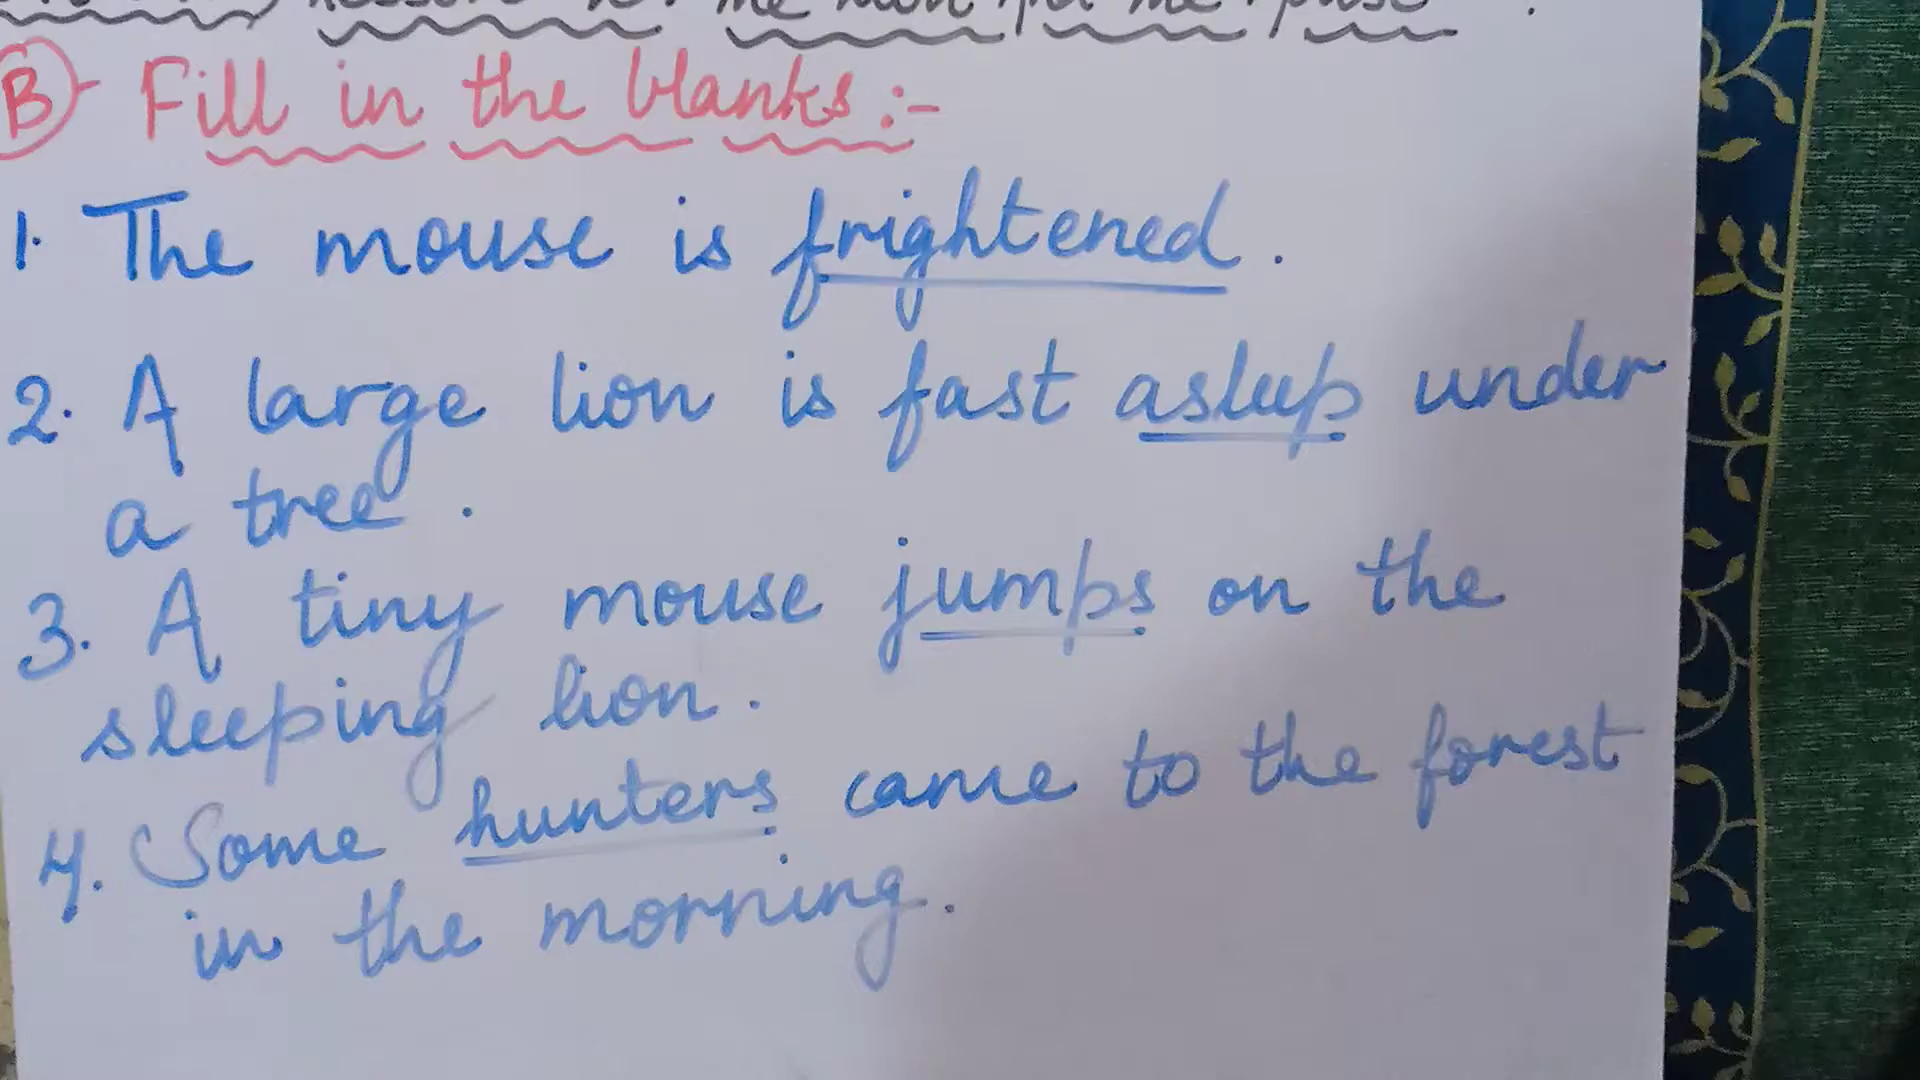 the
B Fill in the blanks :-
1. The mouse is frightened.
2. A large lion is fast asleep under
a tree.
3. A tiny mouse jumps on the
sleeping lion.
4. Some hunters came to the forest
in the morning.